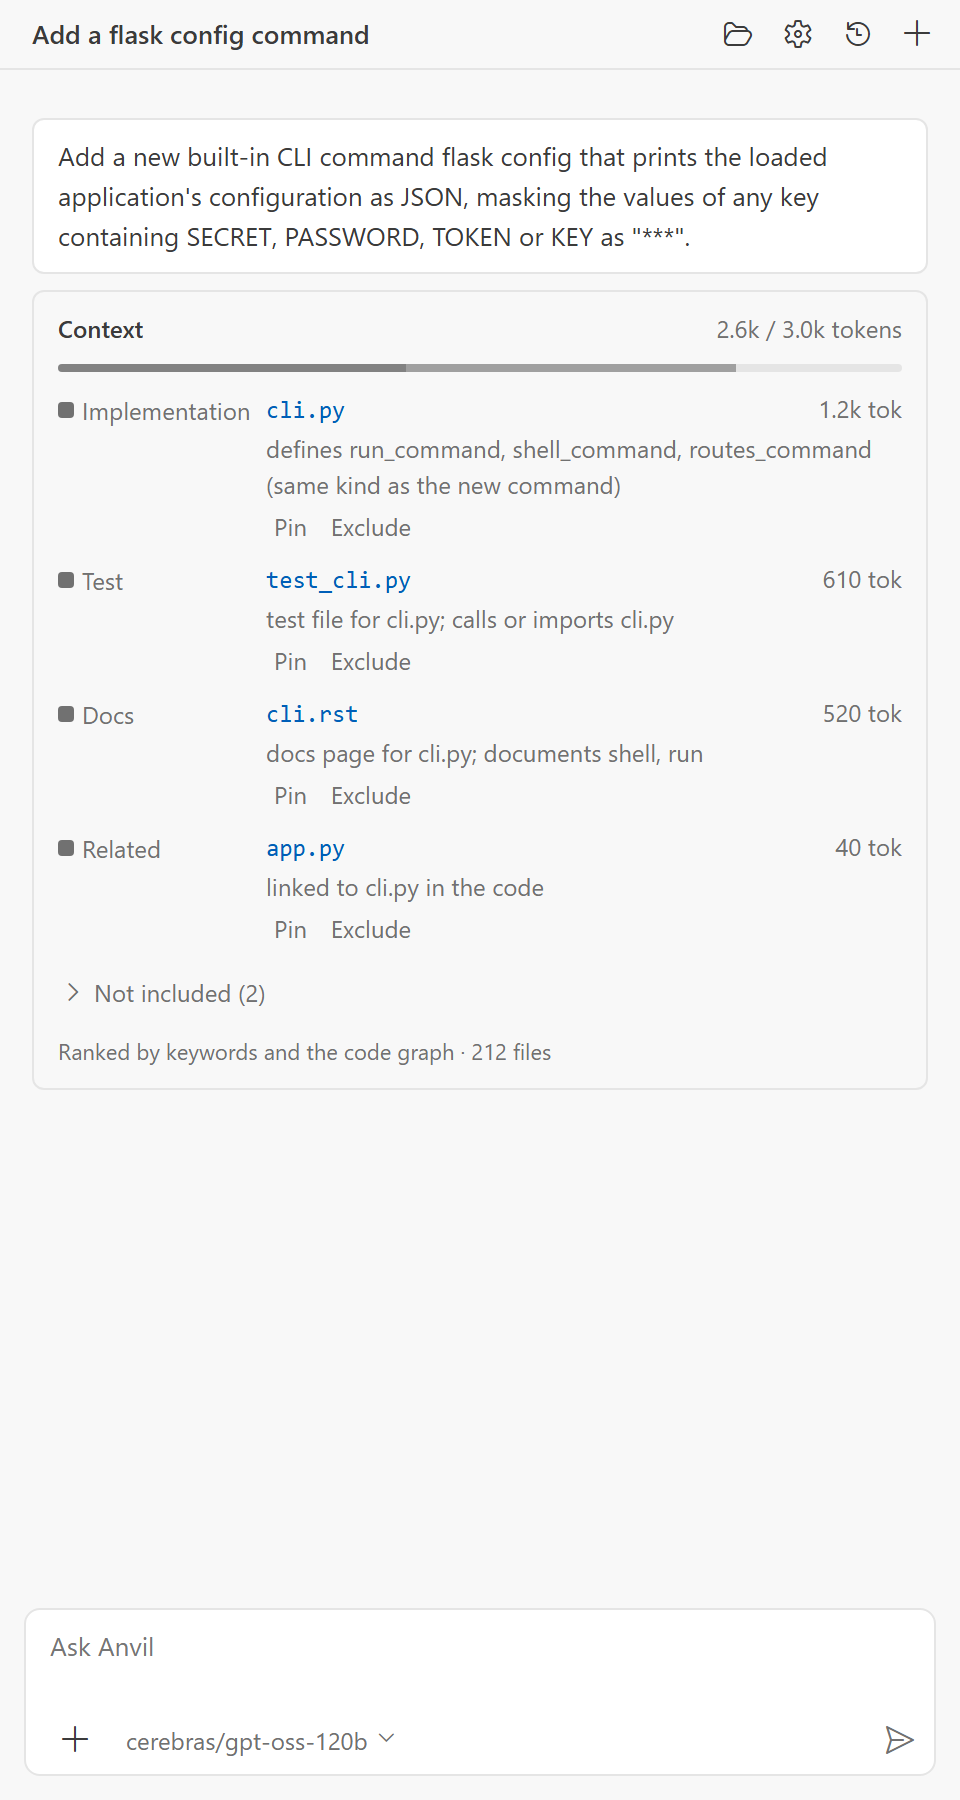 Add a flask config command
Add a new built-in CLI command flask config that prints the loaded
application's configuration as JSON, masking the values of any key
containing SECRET, PASSWORD, TOKEN or KEY as "***".
Context 2.6k / 3.0k tokens
Implementation cli.py 1.2k tok
defines run_command, shell_command, routes_command
(same kind as the new command)
Pin Exclude
Test test_cli.py 610 tok
test file for cli.py; calls or imports cli.py
Pin Exclude
Docs cli.rst 520 tok
docs page for cli.py; documents shell, run
Pin Exclude
Related app.py 40 tok
linked to cli.py in the code
Pin Exclude
Not included (2)
Ranked by keywords and the code graph · 212 files
Ask Anvil
cerebras/gpt-oss-120b